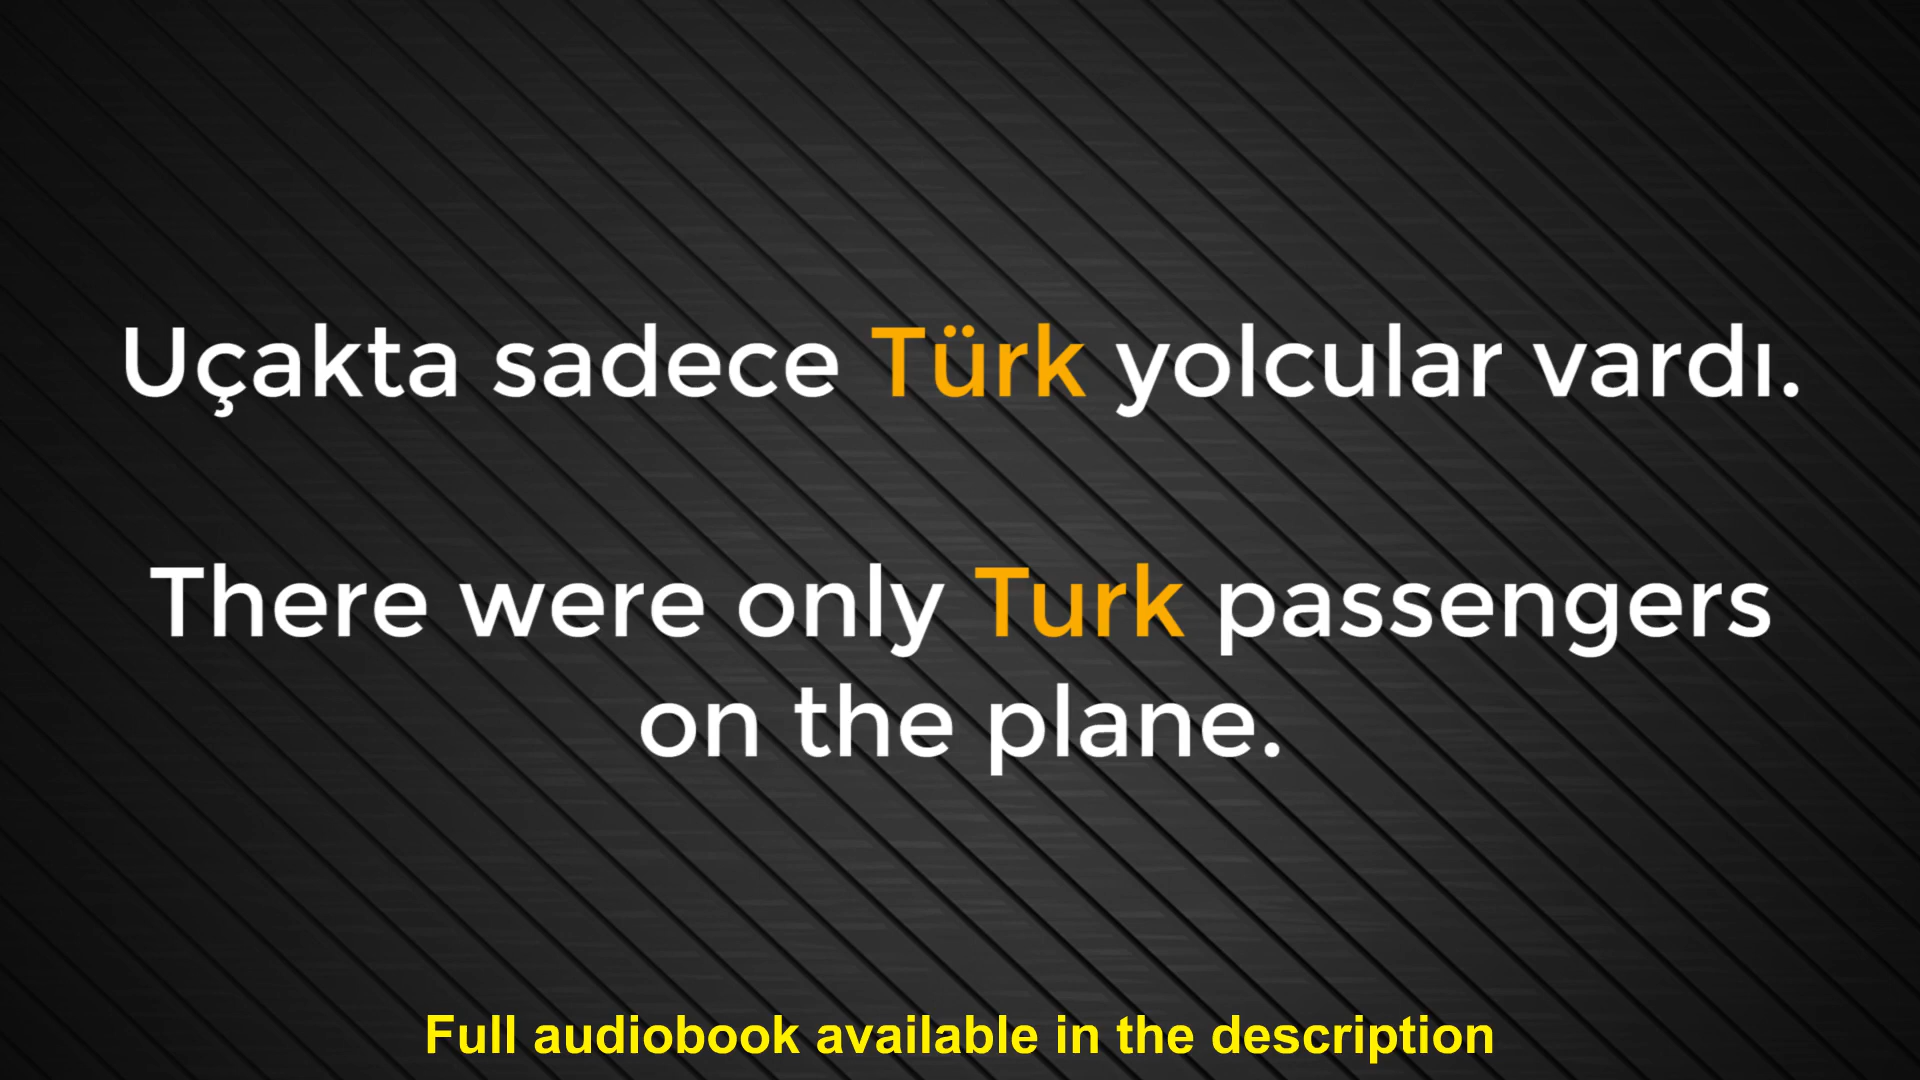 Uçakta sadece Türk yolcular vardı.
There were only Turk passengers
on the plane.
Full audiobook available in the description